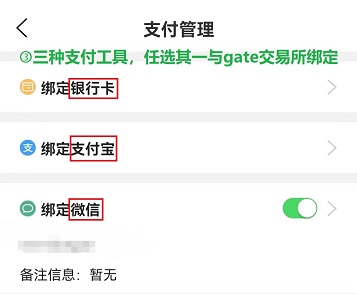 支付管理
③三种支付工具，任选其一与gate交易所绑定
绑定银行卡
支 绑定支付宝
绑定微信
备注信息：暂无